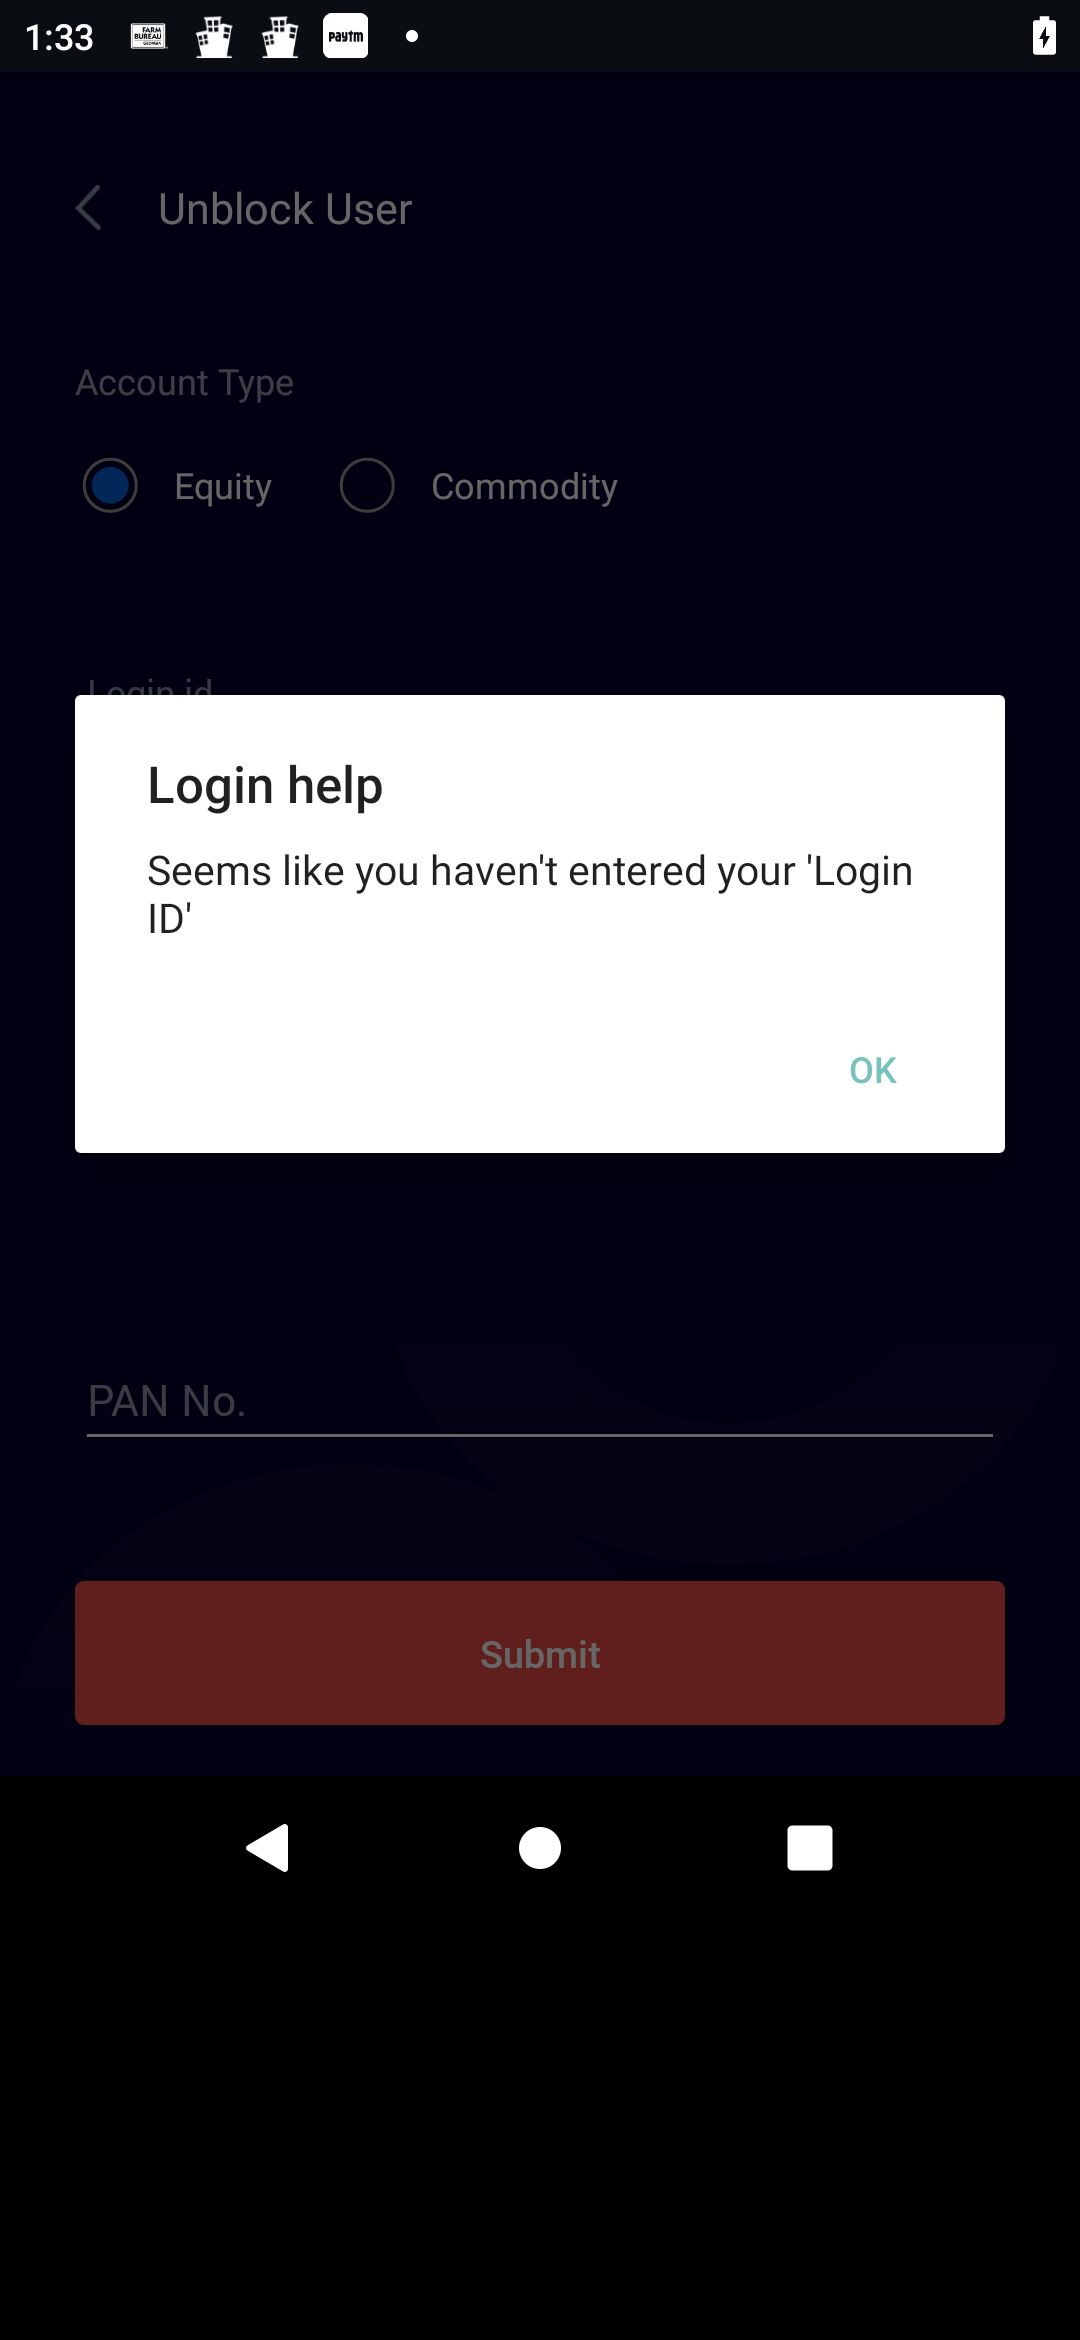 1:33
FARM
BUREAU
GEORGIA
paytm
Unblock User
Account Type
Equity
Commodity
Login id
Login help
Seems like you haven't entered your 'Login
ID'
OK
PAN No.
Submit